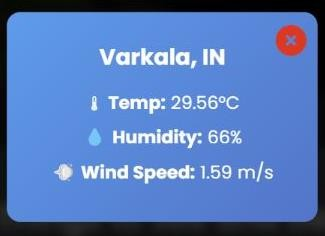 Varkala, IN
Temp: 29.56°C
Humidity: 66%
Wind Speed: 1.59 m/s